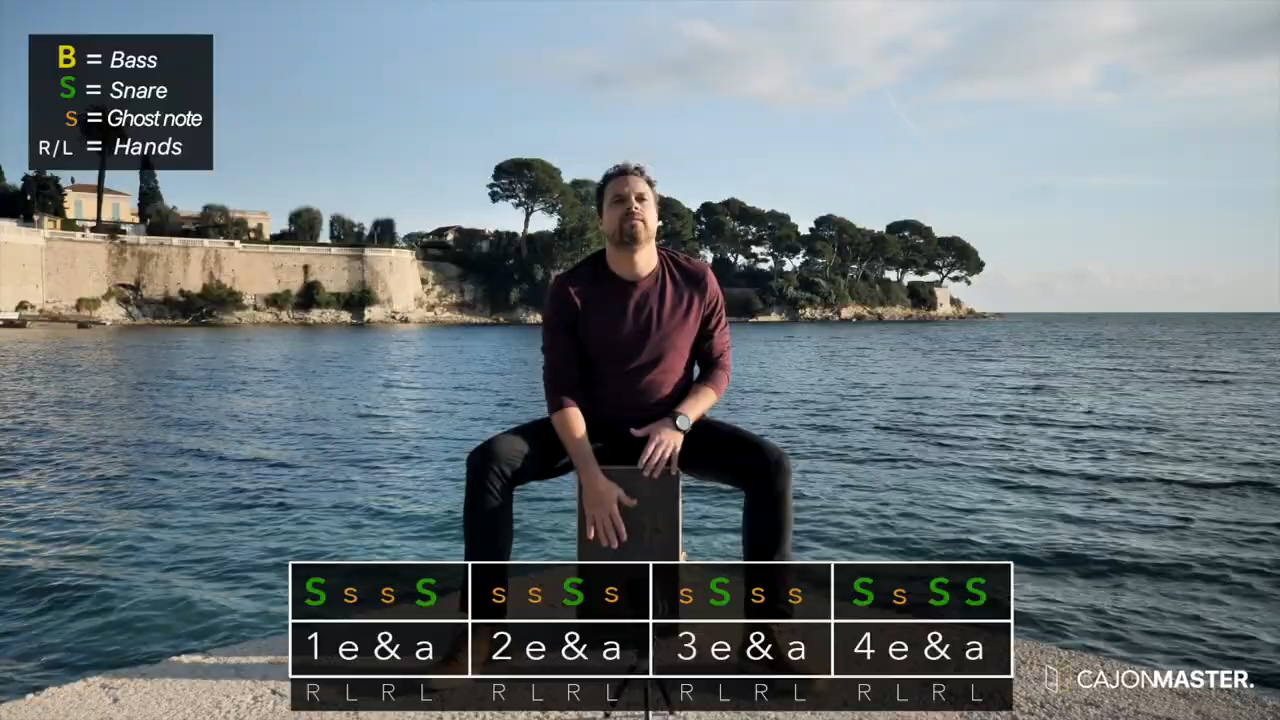 B = Bass
S = Snare
s = Ghost note
R/L = Hands
S s s S s s S s s S s s S s S S
1 e & a 2 e & a 3 e & a 4 e & a
R L R L R L R L R L R L R L R L
CAJONMASTER.